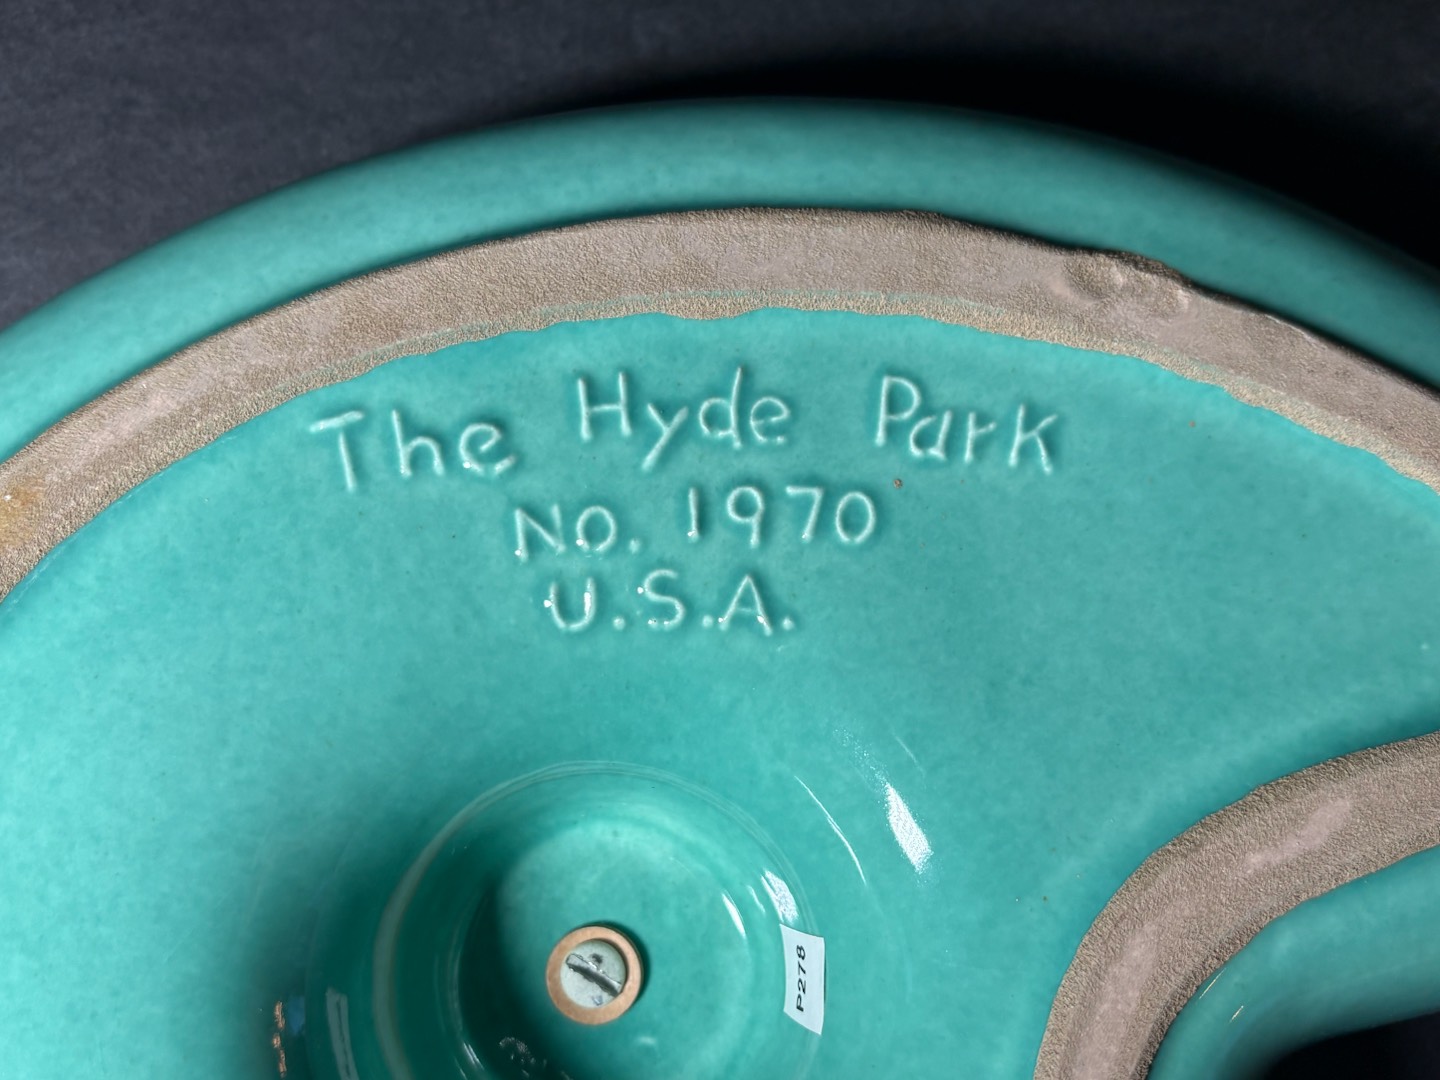 The Hyde Park
No. 1970
U.S.A.
P278